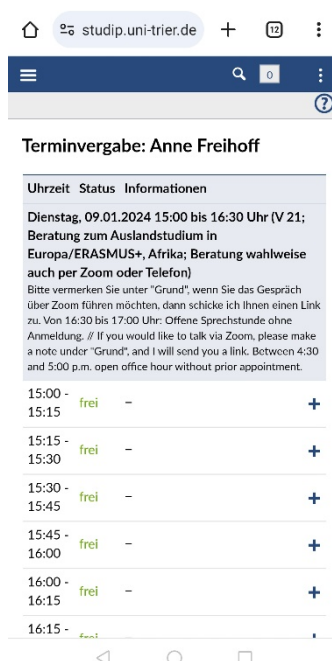 studip.uni-trier.de
12
0
?
Terminvergabe: Anne Freihoff
Uhrzeit Status Informationen
Dienstag, 09.01.2024 15:00 bis 16:30 Uhr (V 21;
Beratung zum Auslandstudium in
Europa/ERASMUS+, Afrika; Beratung wahlweise
auch per Zoom oder Telefon)
Bitte vermerken Sie unter "Grund", wenn Sie das Gespräch
über Zoom führen möchten, dann schicke ich Ihnen einen Link
zu. Von 16:30 bis 17:00 Uhr: Offene Sprechstunde ohne
Anmeldung. // If you would like to talk via Zoom, please make
a note under "Grund", and I will send you a link. Between 4:30
and 5:00 p.m. open office hour without prior appointment.
15:00 -
15:15 frei – +
15:15 -
15:30 frei – +
15:30 -
15:45 frei – +
15:45 -
16:00 frei – +
16:00 -
16:15 frei – +
16:15 -
frei